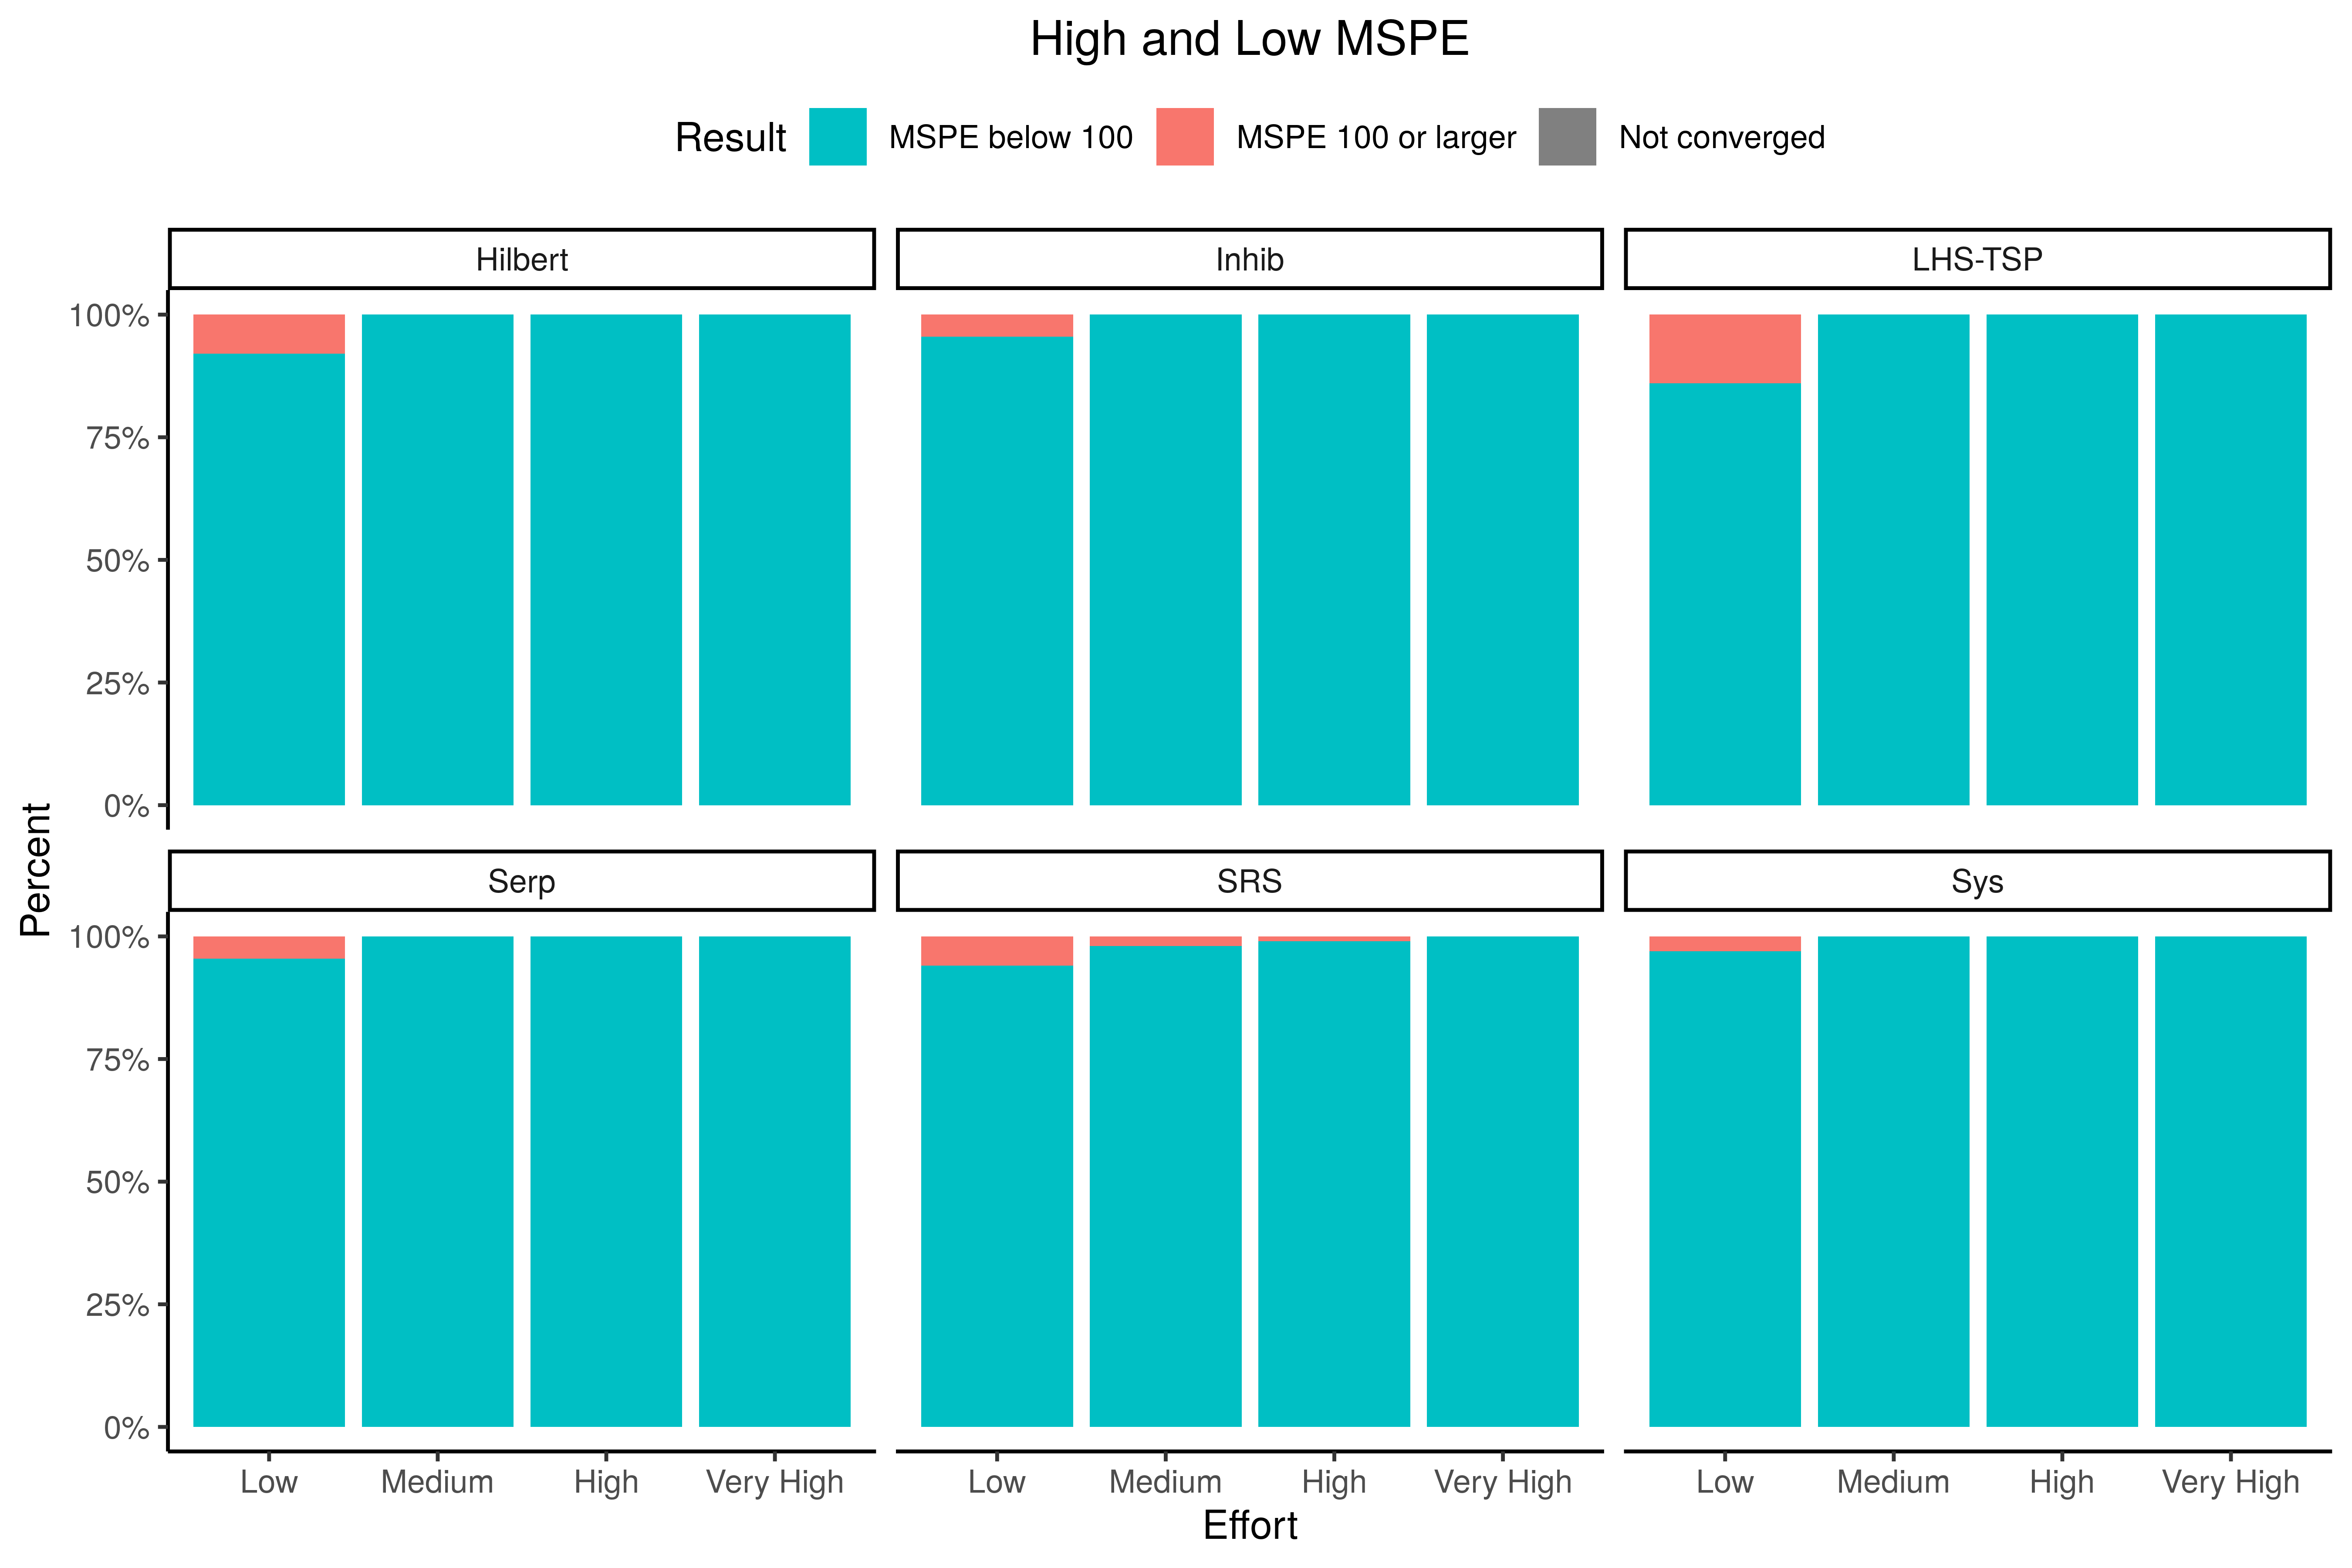 High and Low MSPE
Result MSPE below 100 MSPE 100 or larger Not converged
Hilbert Inhib LHS-TSP
100%
75%
50%
25%
0%
Percent
Serp SRS Sys
100%
75%
50%
25%
0%
Low Medium High Very High Low Medium High Very High Low Medium High Very High
Effort